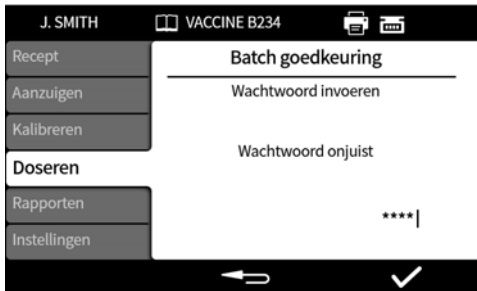 J. SMITH
VACCINE B234
Recept
Aanzuigen
Kalibreren
Doseren
Rapporten
Instellingen
Batch goedkeuring
Wachtwoord invoeren
Wachtwoord onjuist
****|